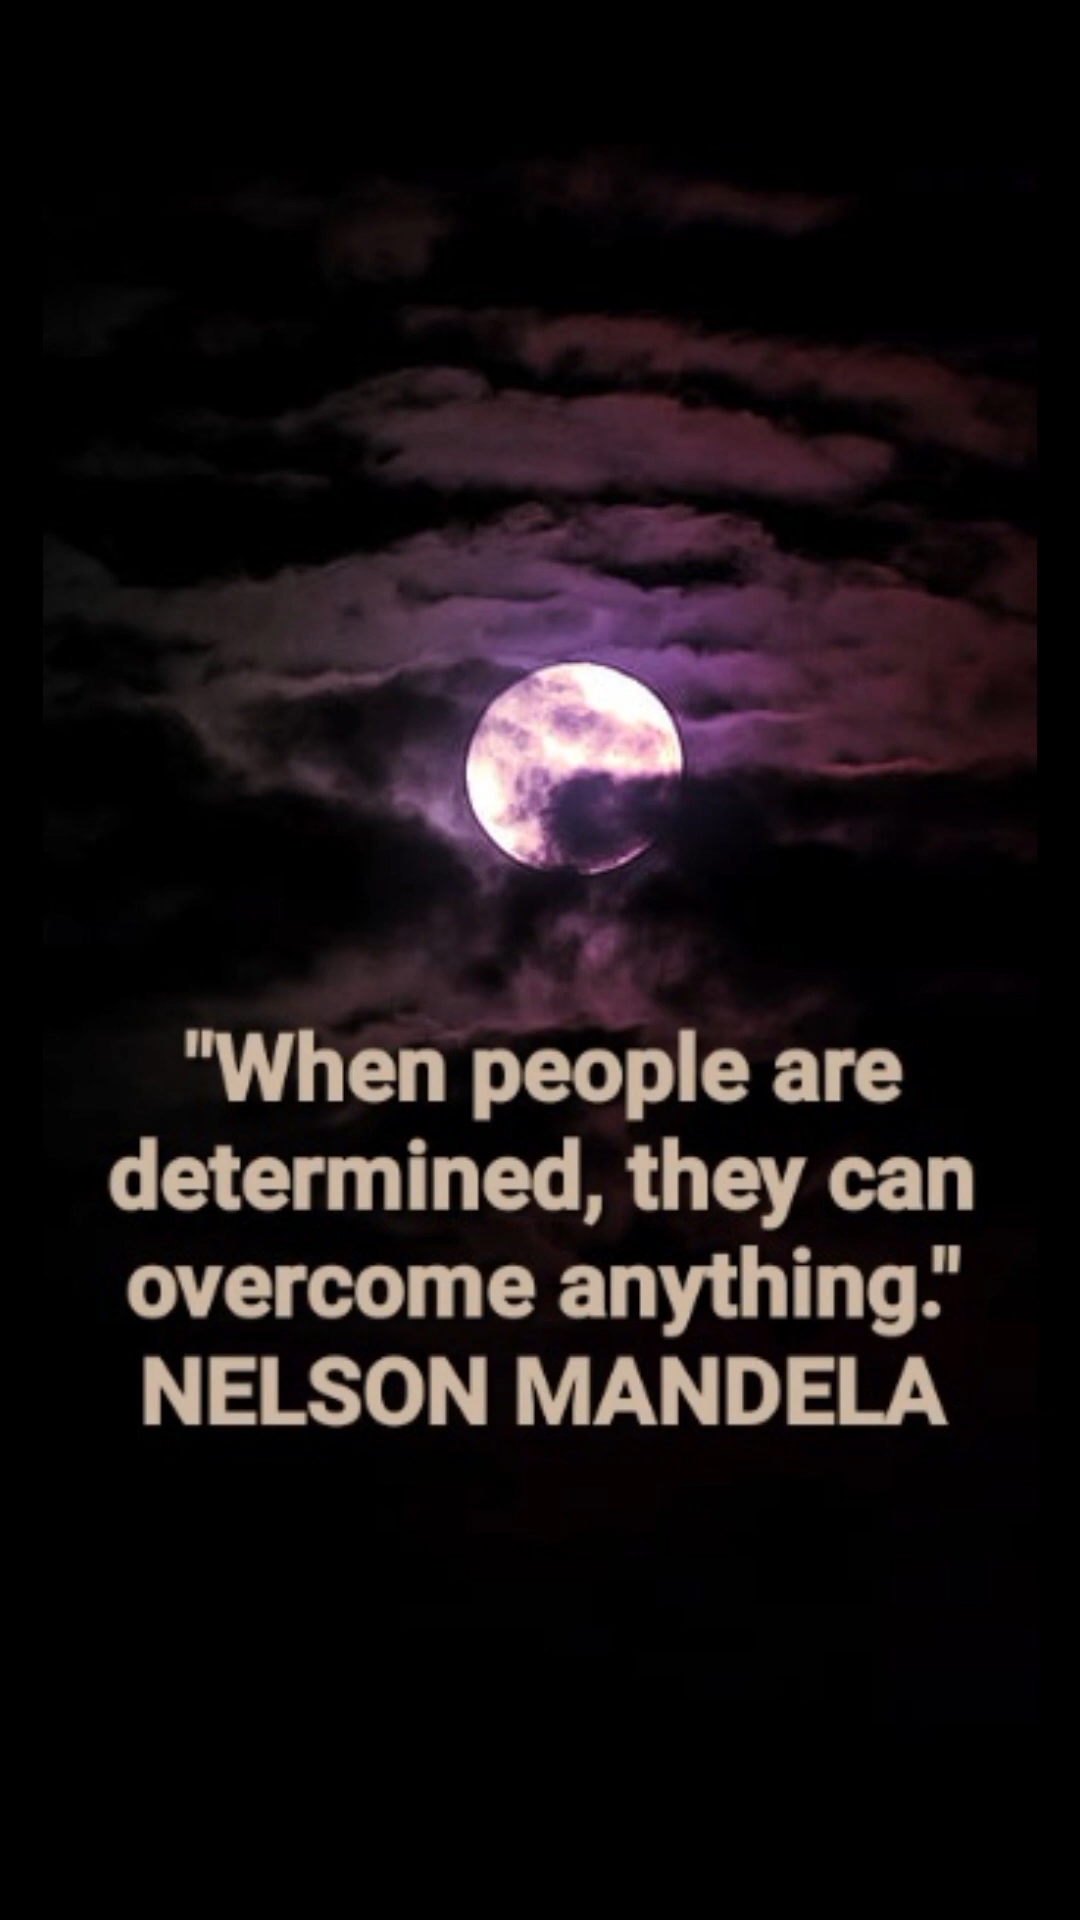 "When people are
determined, they can
overcome anything."
NELSON MANDELA